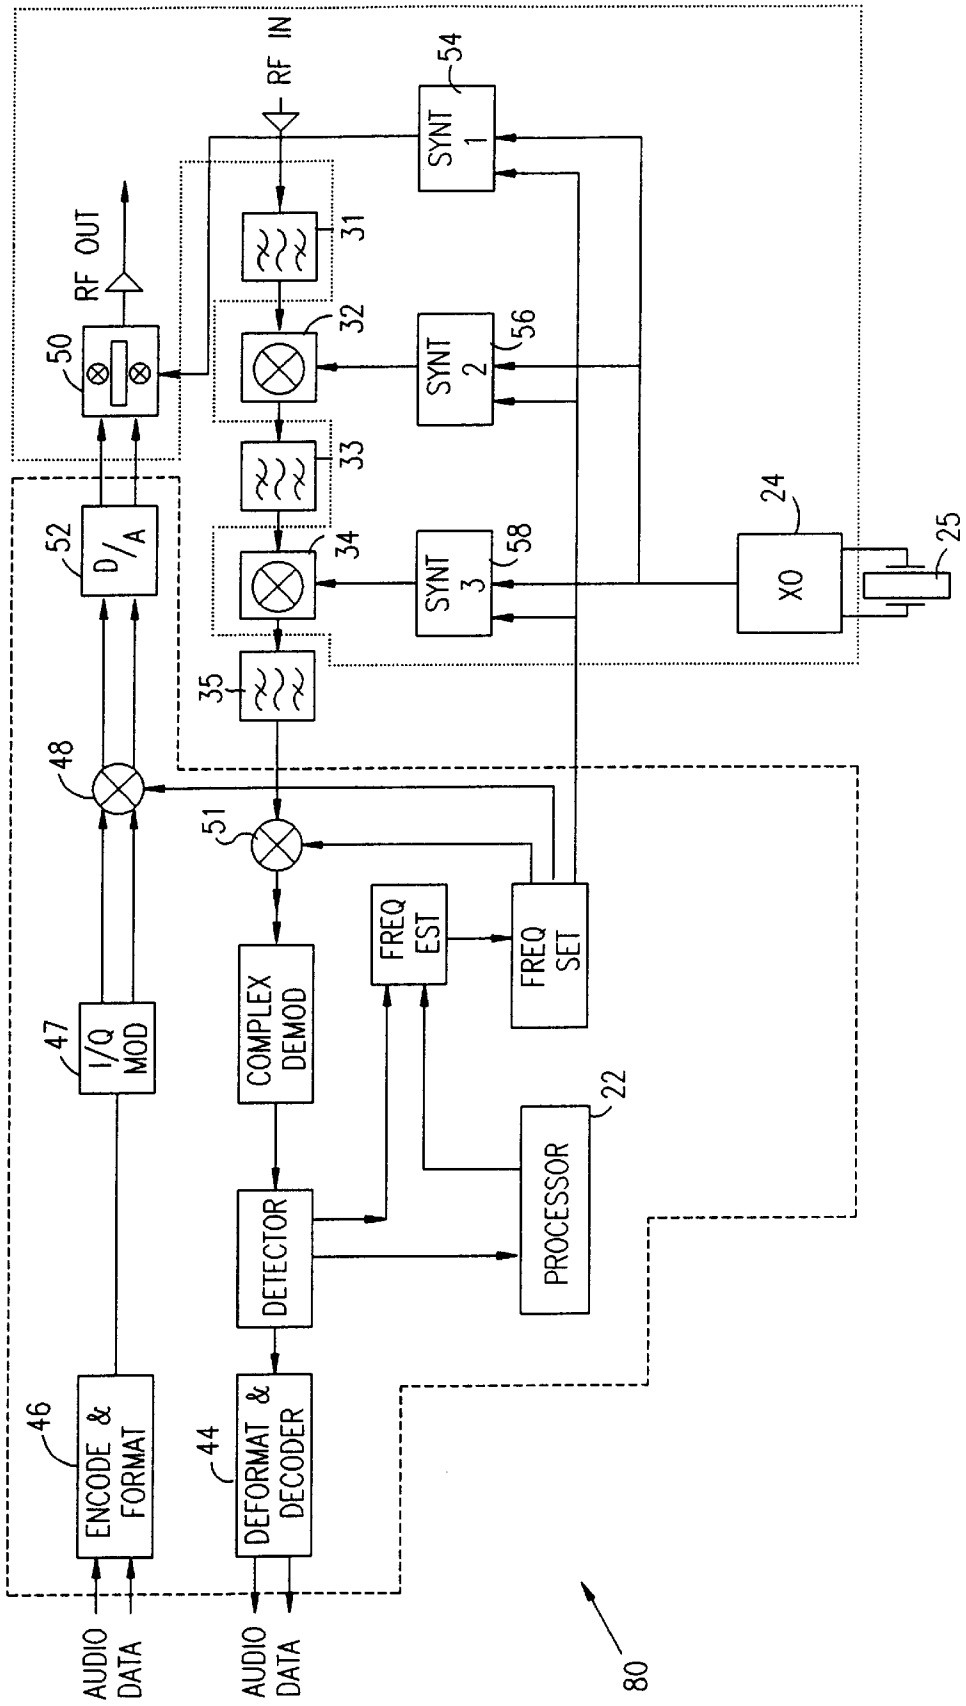 AUDIO
DATA
46
ENCODE &
FORMAT
47
I/Q
MOD
48
52
D/A
50
RF OUT
AUDIO
DATA
44
DEFORMAT &
DECODER
DETECTOR
COMPLEX
DEMOD
51
35
34
33
32
31
RF IN
FREQ
EST
FREQ
SET
PROCESSOR
22
SYNT
3
58
SYNT
2
56
SYNT
1
54
XO
24
25
80